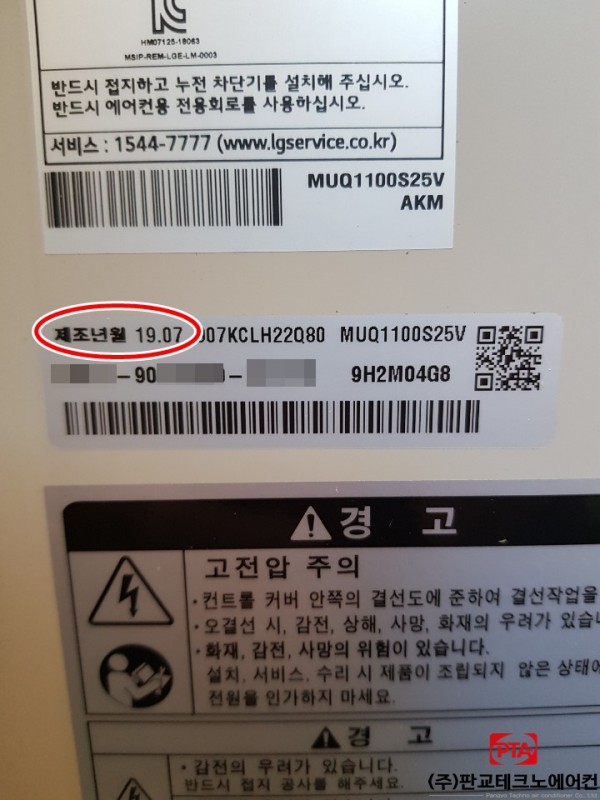 HM07125-18063
MSIP-REM-LGE-LM-0003
반드시 접지하고 누전 차단기를 설치해 주십시오.
반드시 에어컨용 전용회로를 사용하십시오.
서비스 : 1544-7777 (www.lgservice.co.kr)
MUQ1100S25V
AKM
제조년월 19.07 007KCLH22Q80 MUQ1100S25V
-90 - 9H2M04G8
경 고
고전압 주의
· 컨트롤 커버 안쪽의 결선도에 준하여 결선작업을
· 오결선 시, 감전, 상해, 사망, 화재의 우려가 있습니
· 화재, 감전, 사망의 위험이 있습니다.
설치, 서비스, 수리 시 제품이 조립되지 않은 상태에
전원을 인가하지 마세요.
경 고
· 감전의 우려가 있습니다.
반드시 접지 공사를 해주세요.
PTA
(주)판교테크노에어컨